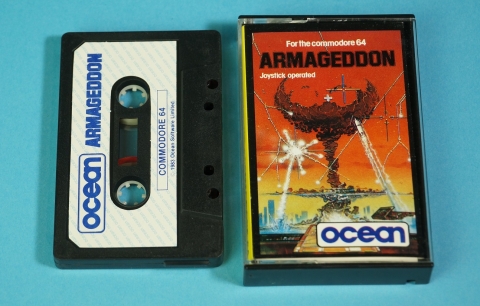 ocean
ARMAGEDDON
COMMODORE 64
1983 Ocean Software Limited
For the commodore 64
ARMAGEDDON
Joystick operated
ocean